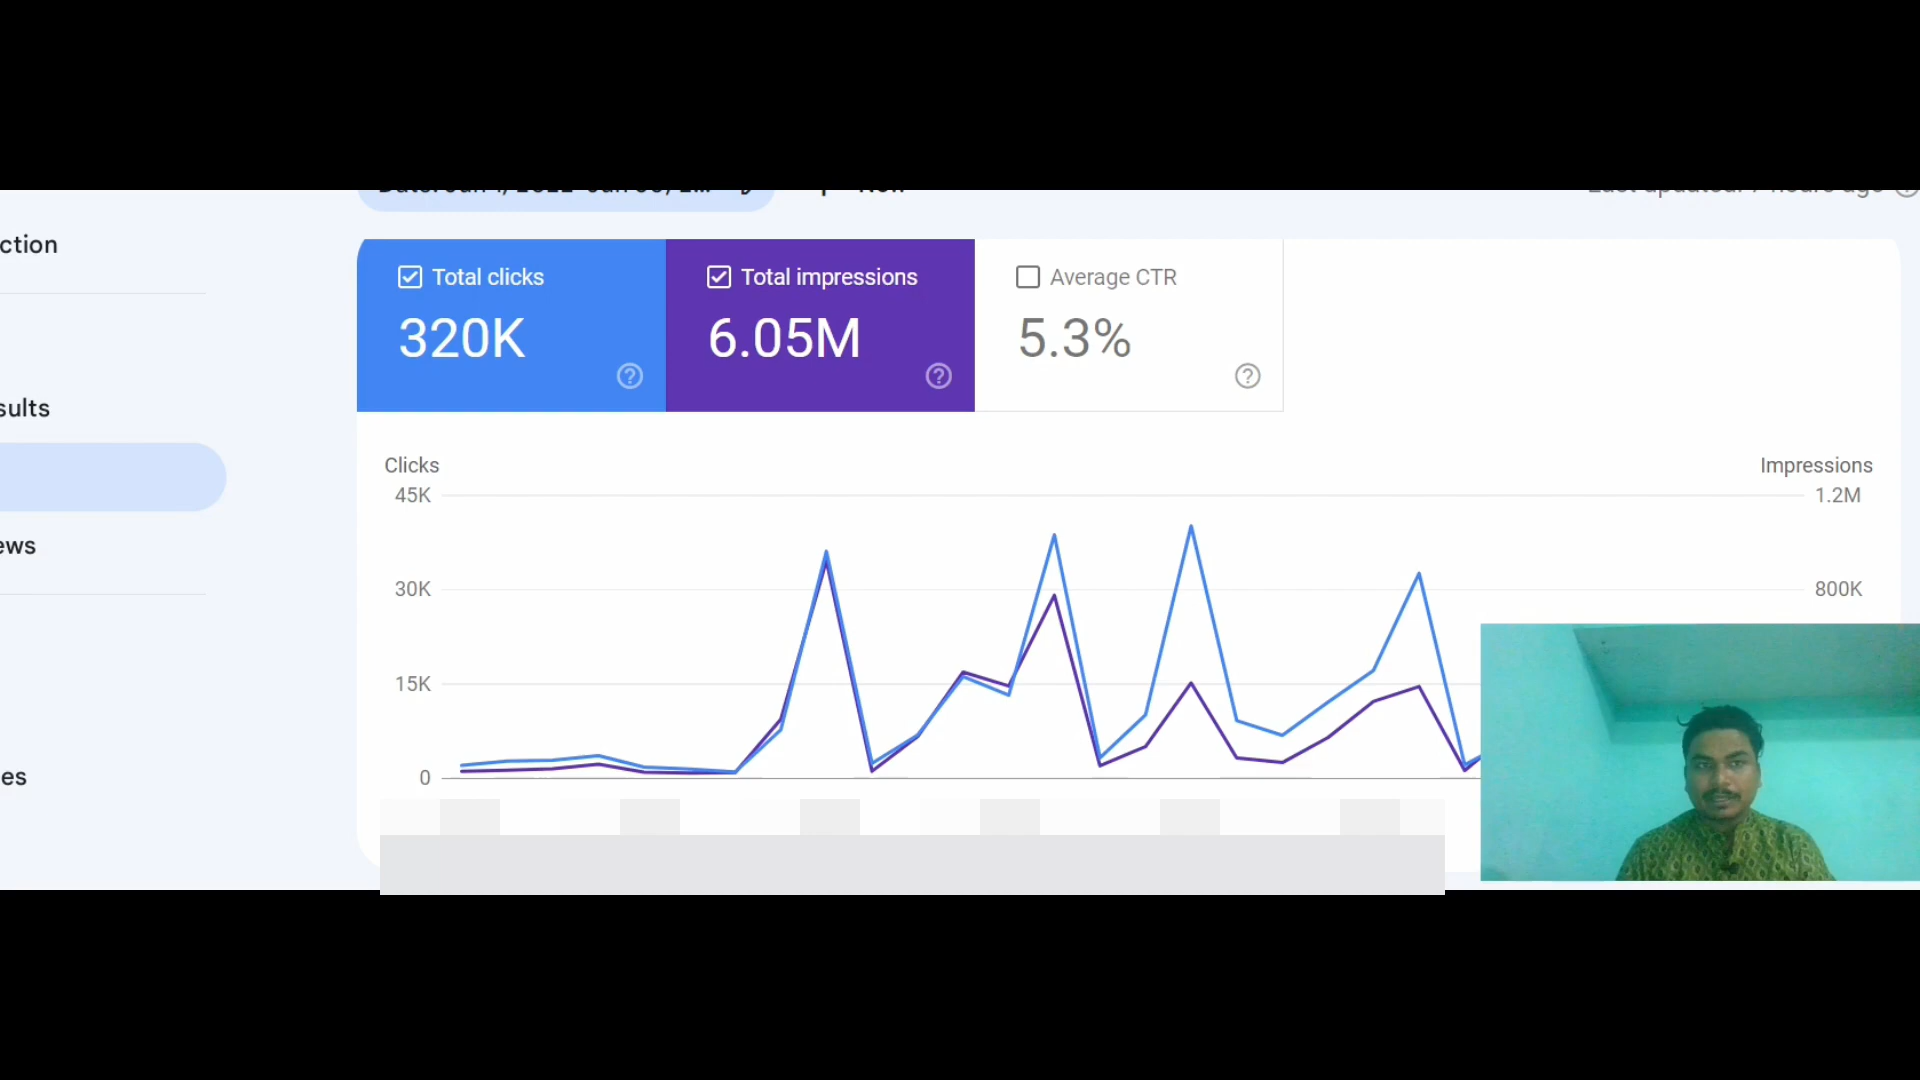 ction
sults
ews
es
Total clicks
320K
Total impressions
6.05M
Average CTR
5.3%
Clicks
Impressions
45K
1.2M
30K
800K
15K
0